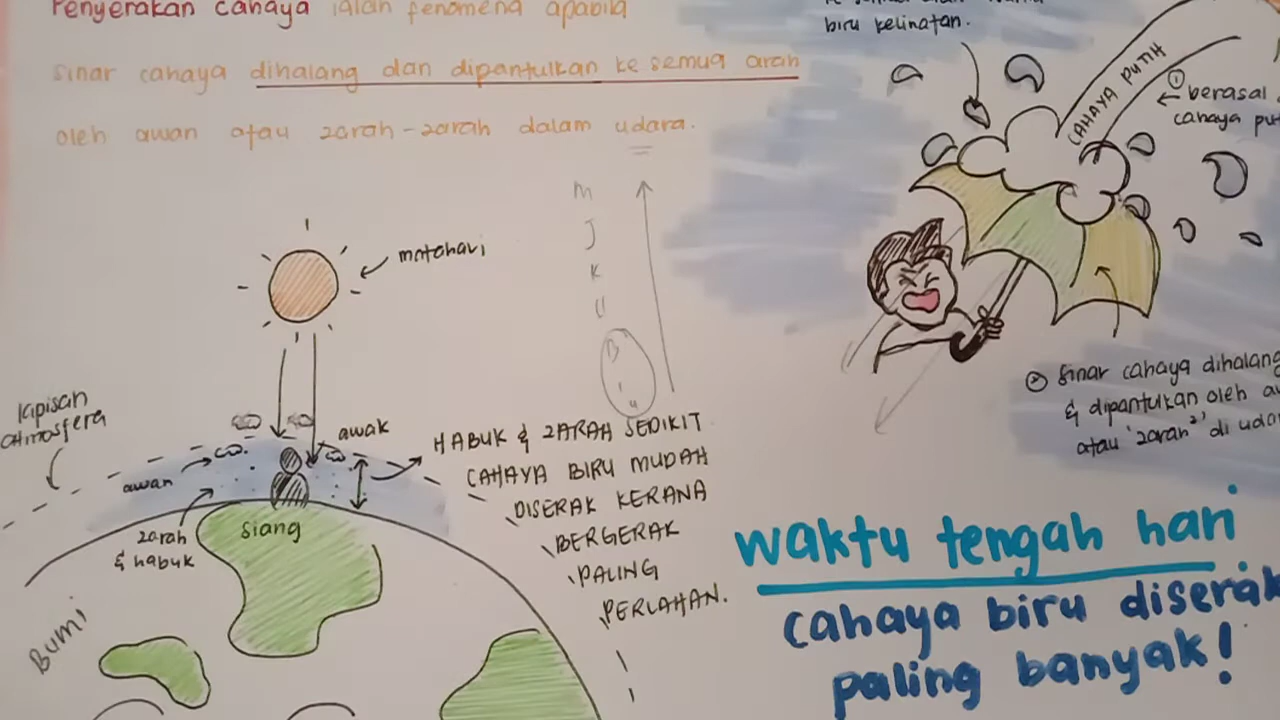 Penyerakan cahaya ialah fenomena apabila
sinar cahaya dihalang dan dipantulkan ke semua arah
oleh awan atau zarah-zarah dalam udara.
biru kelihatan.
CAHAYA PUTIH
① berasal
cahaya
M
J
K
U
B
I
U
matahari
lapisan
atmosfera
awan
awak
zarah
& habuk
siang
Bumi
HABUK & ZARAH SEDIKIT
CAHAYA BIRU MUDAH
DISERAK KERANA
BERGERAK
PALING
PERLAHAN.
② Sinar cahaya dihalang
& dipantulkan oleh
atau 'zarah²' di
waktu tengah hari
cahaya biru diserak
paling banyak!